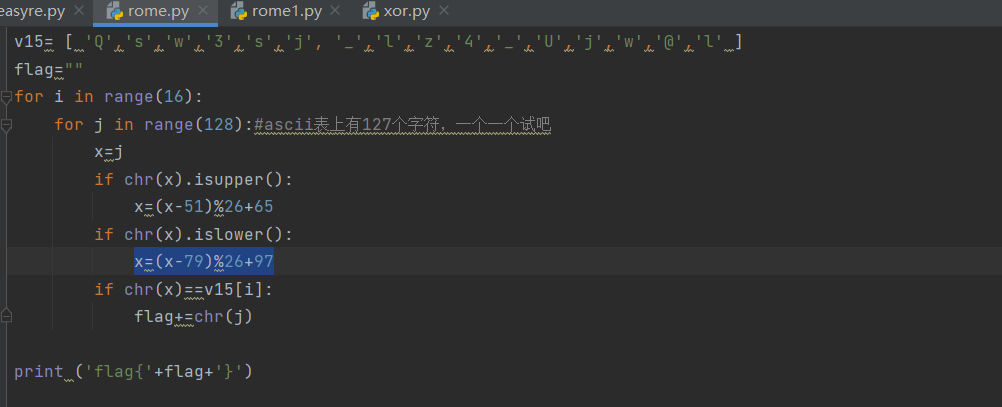 easyre.py rome.py rome1.py xor.py
v15= [ 'Q','s','w','3','s','j', '_','l','z','4','_','U','j','w','@','l' ]
flag=""
for i in range(16):
    for j in range(128):#ascii表上有127个字符，一个一个试吧
        x=j
        if chr(x).isupper():
            x=(x-51)%26+65
        if chr(x).islower():
            x=(x-79)%26+97
        if chr(x)==v15[i]:
            flag+=chr(j)
print ('flag{'+flag+'}')